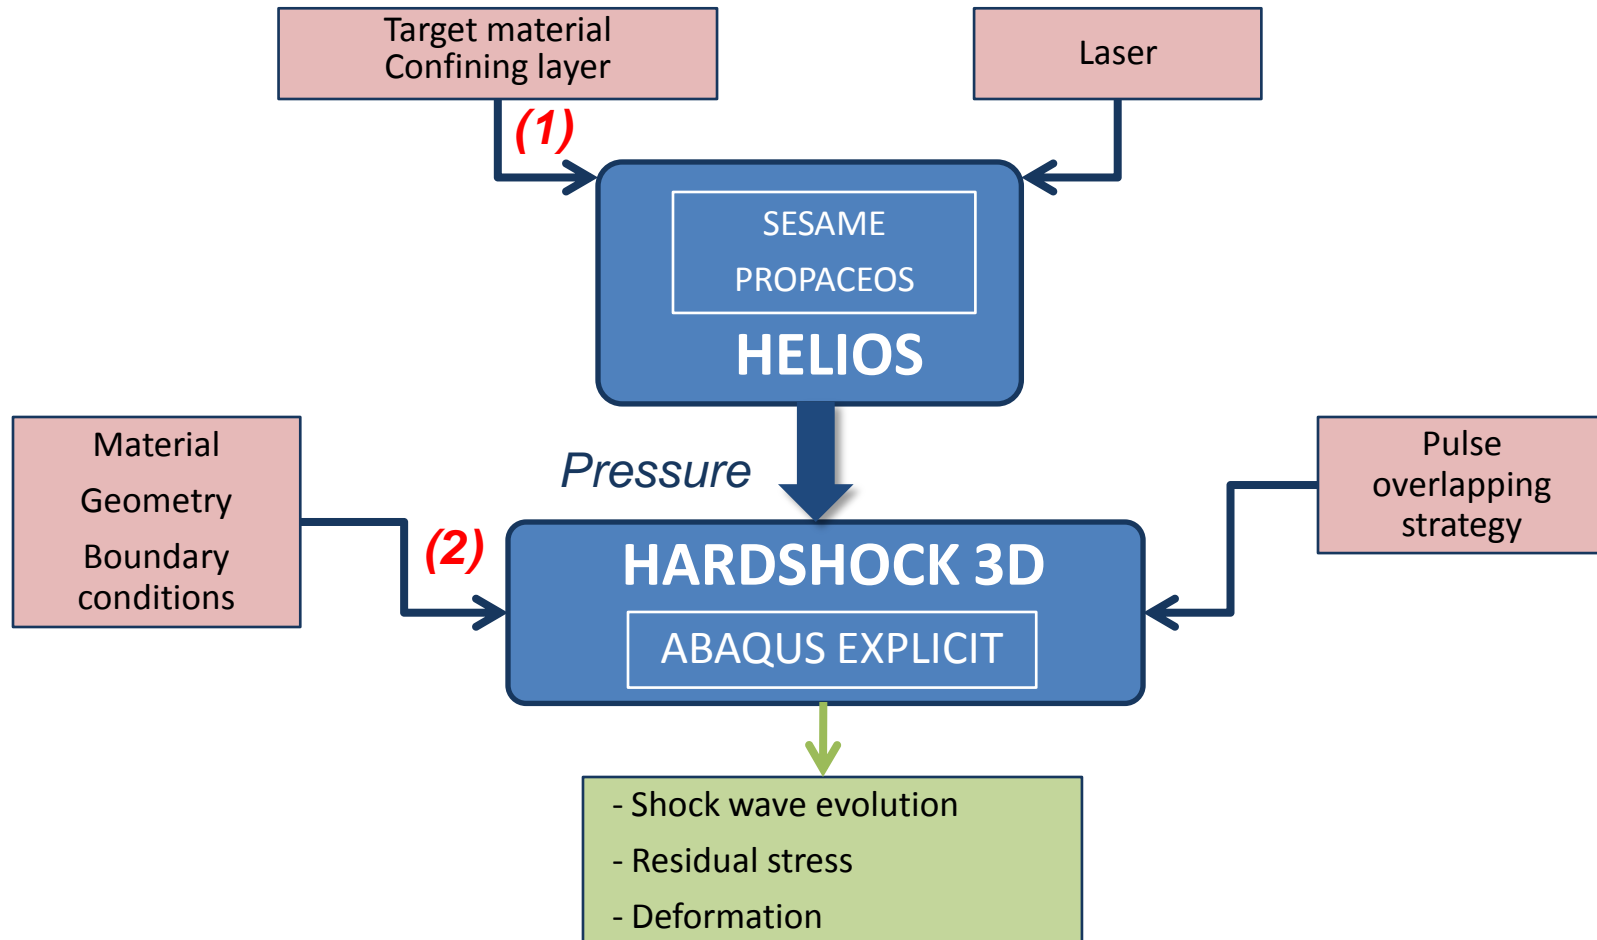 Target material
Confining layer
Laser
(1)
SESAME
PROPACEOS
HELIOS
Material
Geometry
Boundary
conditions
Pressure
Pulse
overlapping
strategy
(2)
HARDSHOCK 3D
ABAQUS EXPLICIT
- Shock wave evolution
- Residual stress
- Deformation